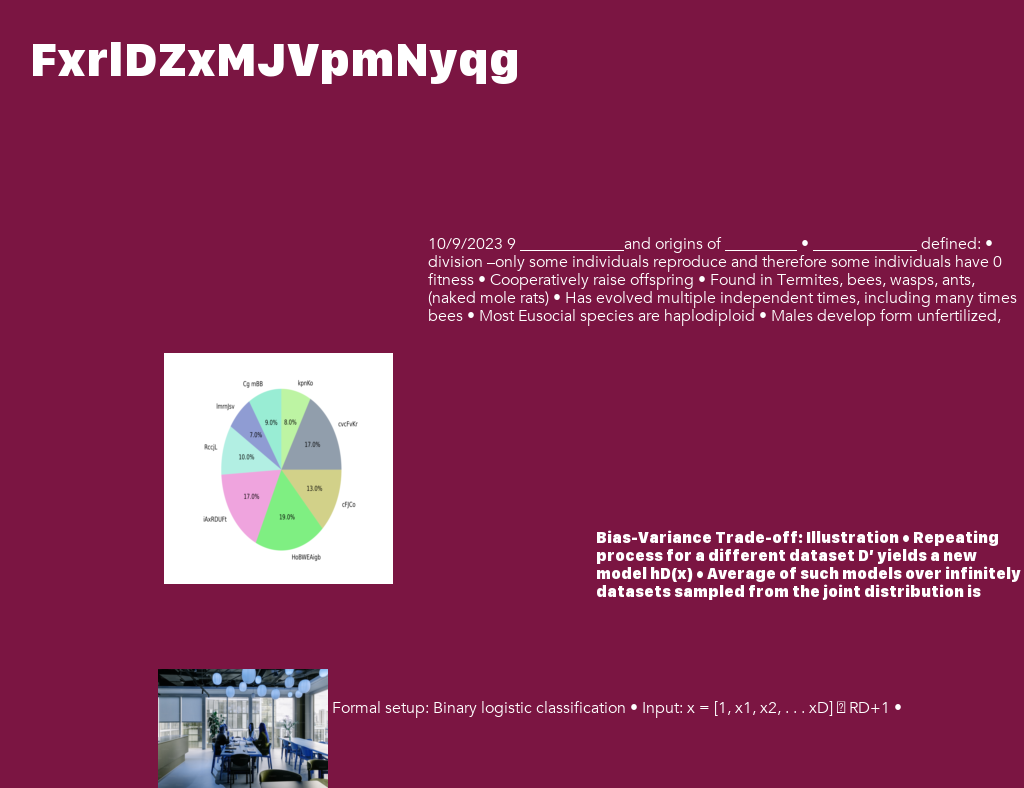 FxrlDZxMJVpmNyqg
10/9/2023 9 _____________and origins of _________ • _____________ defined: •
division –only some individuals reproduce and therefore some individuals have 0
fitness • Cooperatively raise offspring • Found in Termites, bees, wasps, ants,
(naked mole rats) • Has evolved multiple independent times, including many times
bees • Most Eusocial species are haplodiploid • Males develop form unfertilized,
Cg mBB
kpnKo
lmrnJsv
cvcFvKr
9.0%
8.0%
7.0%
17.0%
RccjL
10.0%
13.0%
17.0%
cFJCo
19.0%
iAxRDUFt
HoBWEAigb
Bias-Variance Trade-off: Illustration • Repeating
process for a different dataset D′ yields a new
model hD(x) • Average of such models over infinitely
datasets sampled from the joint distribution is
Formal setup: Binary logistic classification • Input: x = [1, x1, x2, . . . xD] RD+1 •